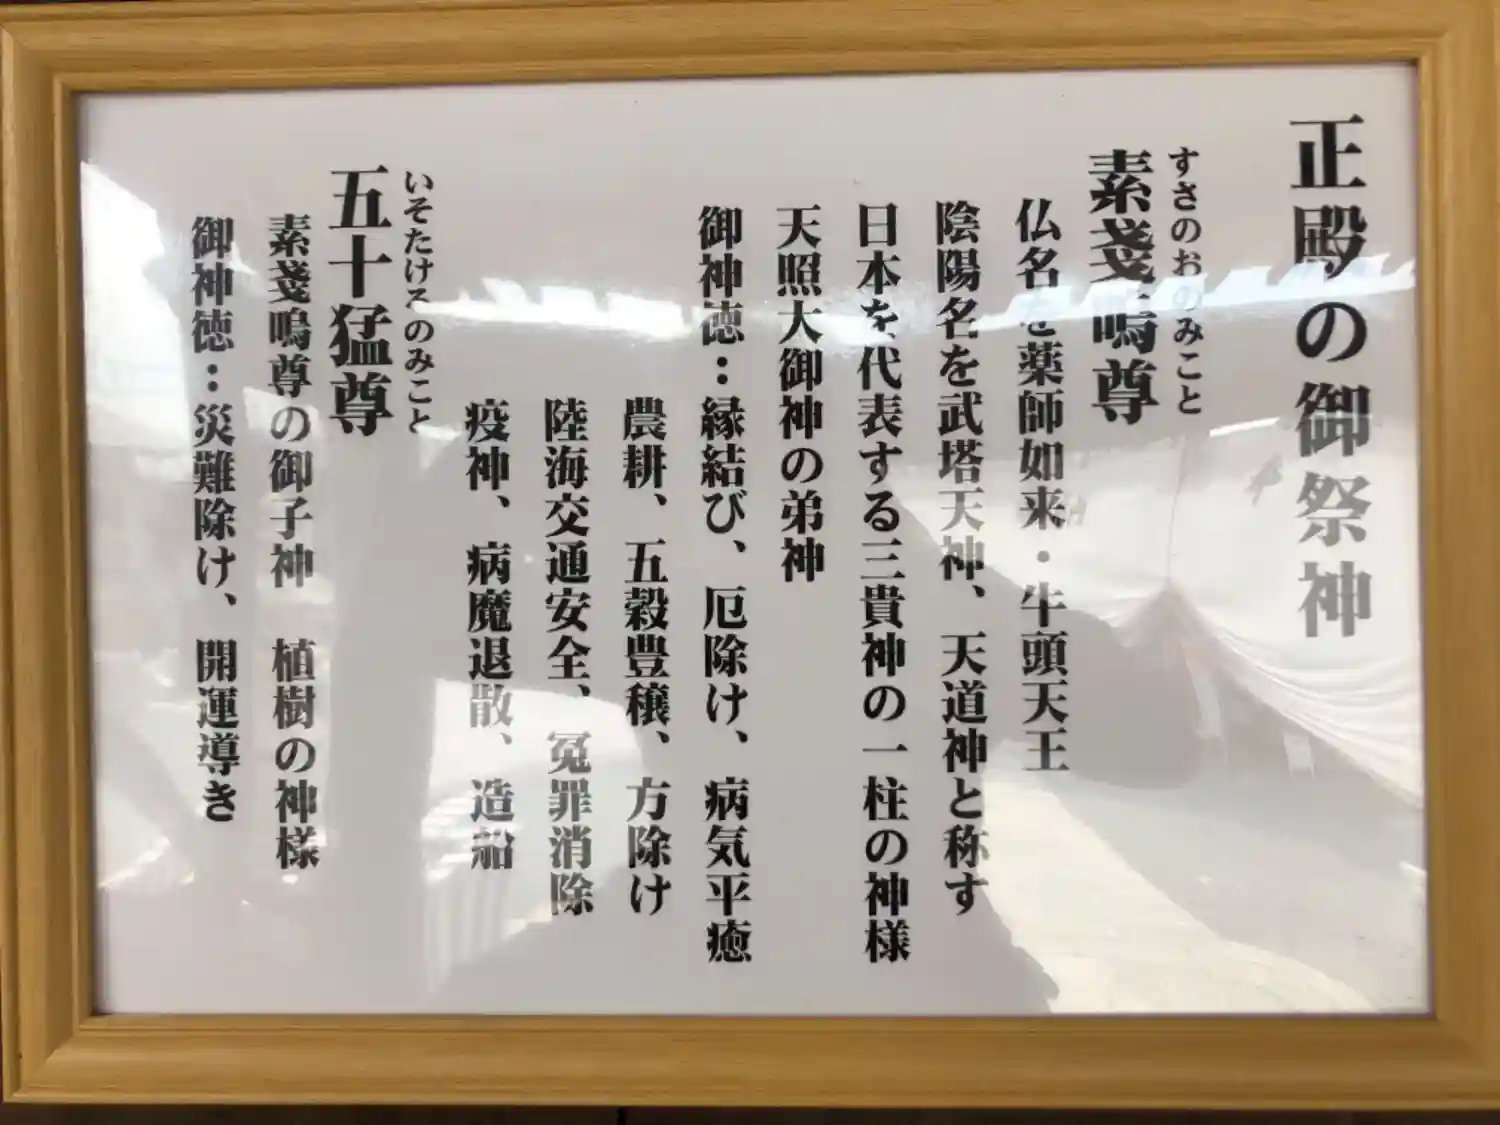 正殿の御祭神
すさのおのみこと
素戔嗚尊
仏名を薬師如来・牛頭天王
陰陽名を武塔天神、天道神と称す
日本を代表する三貴神の一柱の神様
天照大御神の弟神
御神徳：縁結び、厄除け、病気平癒
農耕、五穀豊穣、方除け
陸海交通安全、冤罪消除
疫神、病魔退散、造船
いそたけるのみこと
五十猛尊
素戔嗚尊の御子神　植樹の神様
御神徳：災難除け、開運導き